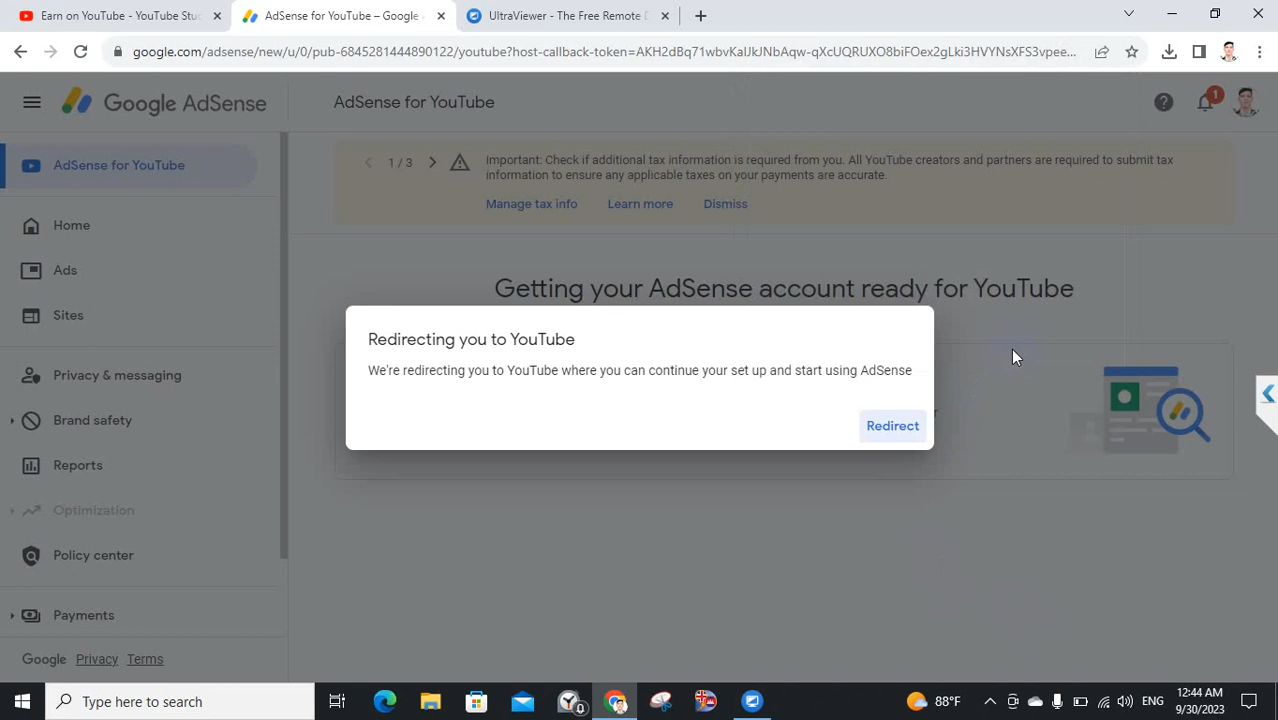 Earn on YouTube - YouTube Stu
AdSense for YouTube – Google
UltraViewer - The Free Remote D
google.com/adsense/new/u/0/pub-6845281444890122/youtube?host-callback-token=AKH2dBq71wbvKaIJkJNbAqw-qXcUQRUXO8biFOex2gLki3HVYNsXFS3vpee...
Google AdSense
AdSense for YouTube
1
AdSense for YouTube
Home
Ads
Sites
Privacy & messaging
Brand safety
Reports
Optimization
Policy center
Payments
Google Privacy Terms
1 / 3
Important: Check if additional tax information is required from you. All YouTube creators and partners are required to submit tax
information to ensure any applicable taxes on your payments are accurate.
Manage tax info Learn more Dismiss
Getting your AdSense account ready for YouTube
Redirecting you to YouTube
We're redirecting you to YouTube where you can continue your set up and start using AdSense
Redirect
Type here to search
0
88°F
ENG
12:44 AM
9/30/2023